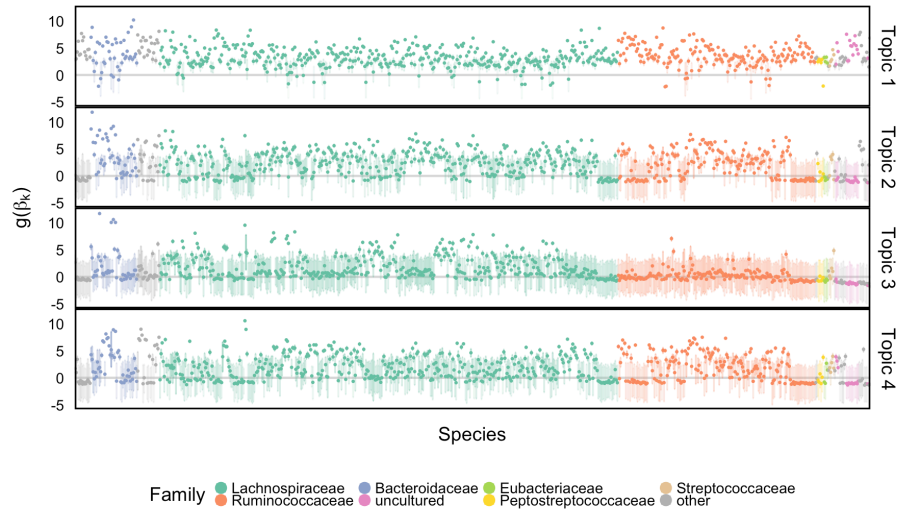 10
5
0
-5
Topic 1
10
5
0
-5
Topic 2
10
5
0
-5
Topic 3
10
5
0
-5
Topic 4
g(βk)
Species
Family
Lachnospiraceae Bacteroidaceae Eubacteriaceae Streptococcaceae
Ruminococcaceae uncultured Peptostreptococcaceae other